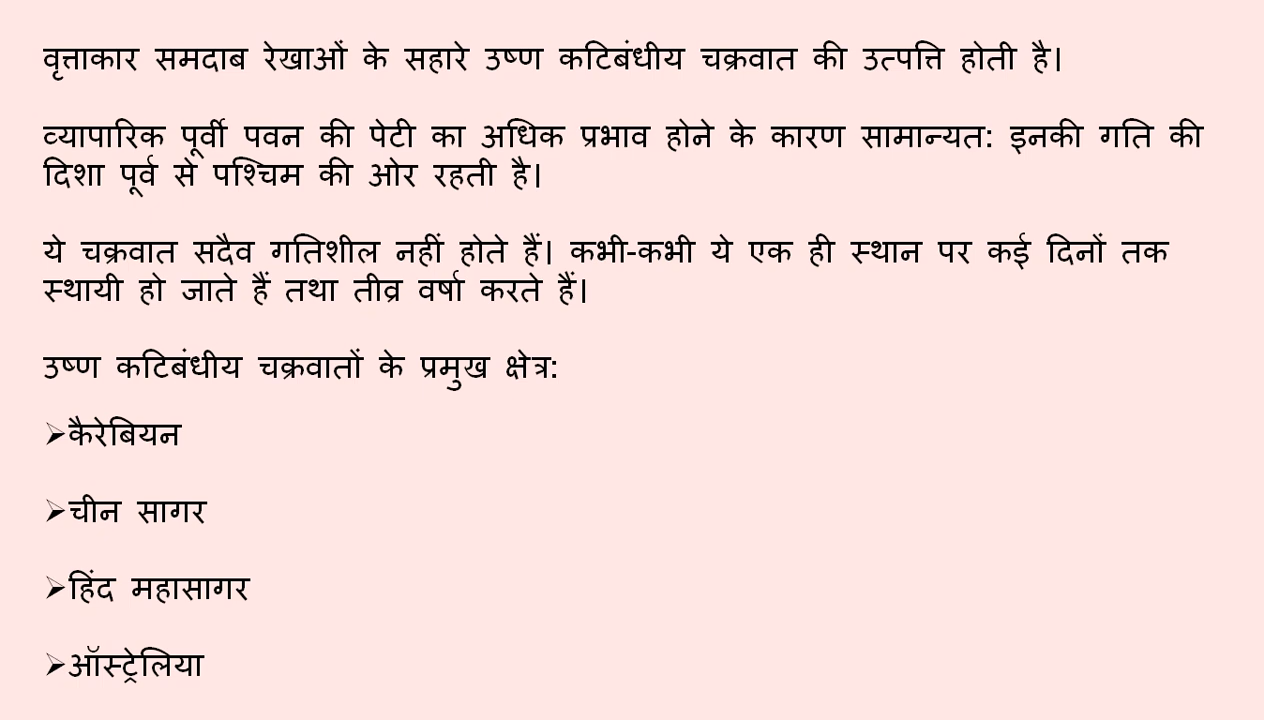 वृत्ताकार समदाब रेखाओं के सहारे उष्ण कटिबंधीय चक्रवात की उत्पत्ति होती है।
व्यापारिक पूर्वी पवन की पेटी का अधिक प्रभाव होने के कारण सामान्यत: इनकी गति की
दिशा पूर्व से पश्चिम की ओर रहती है।
ये चक्रवात सदैव गतिशील नहीं होते हैं। कभी-कभी ये एक ही स्थान पर कई दिनों तक
स्थायी हो जाते हैं तथा तीव्र वर्षा करते हैं।
उष्ण कटिबंधीय चक्रवातों के प्रमुख क्षेत्र:
➢कैरेबियन
➢चीन सागर
➢हिंद महासागर
➢ऑस्ट्रेलिया